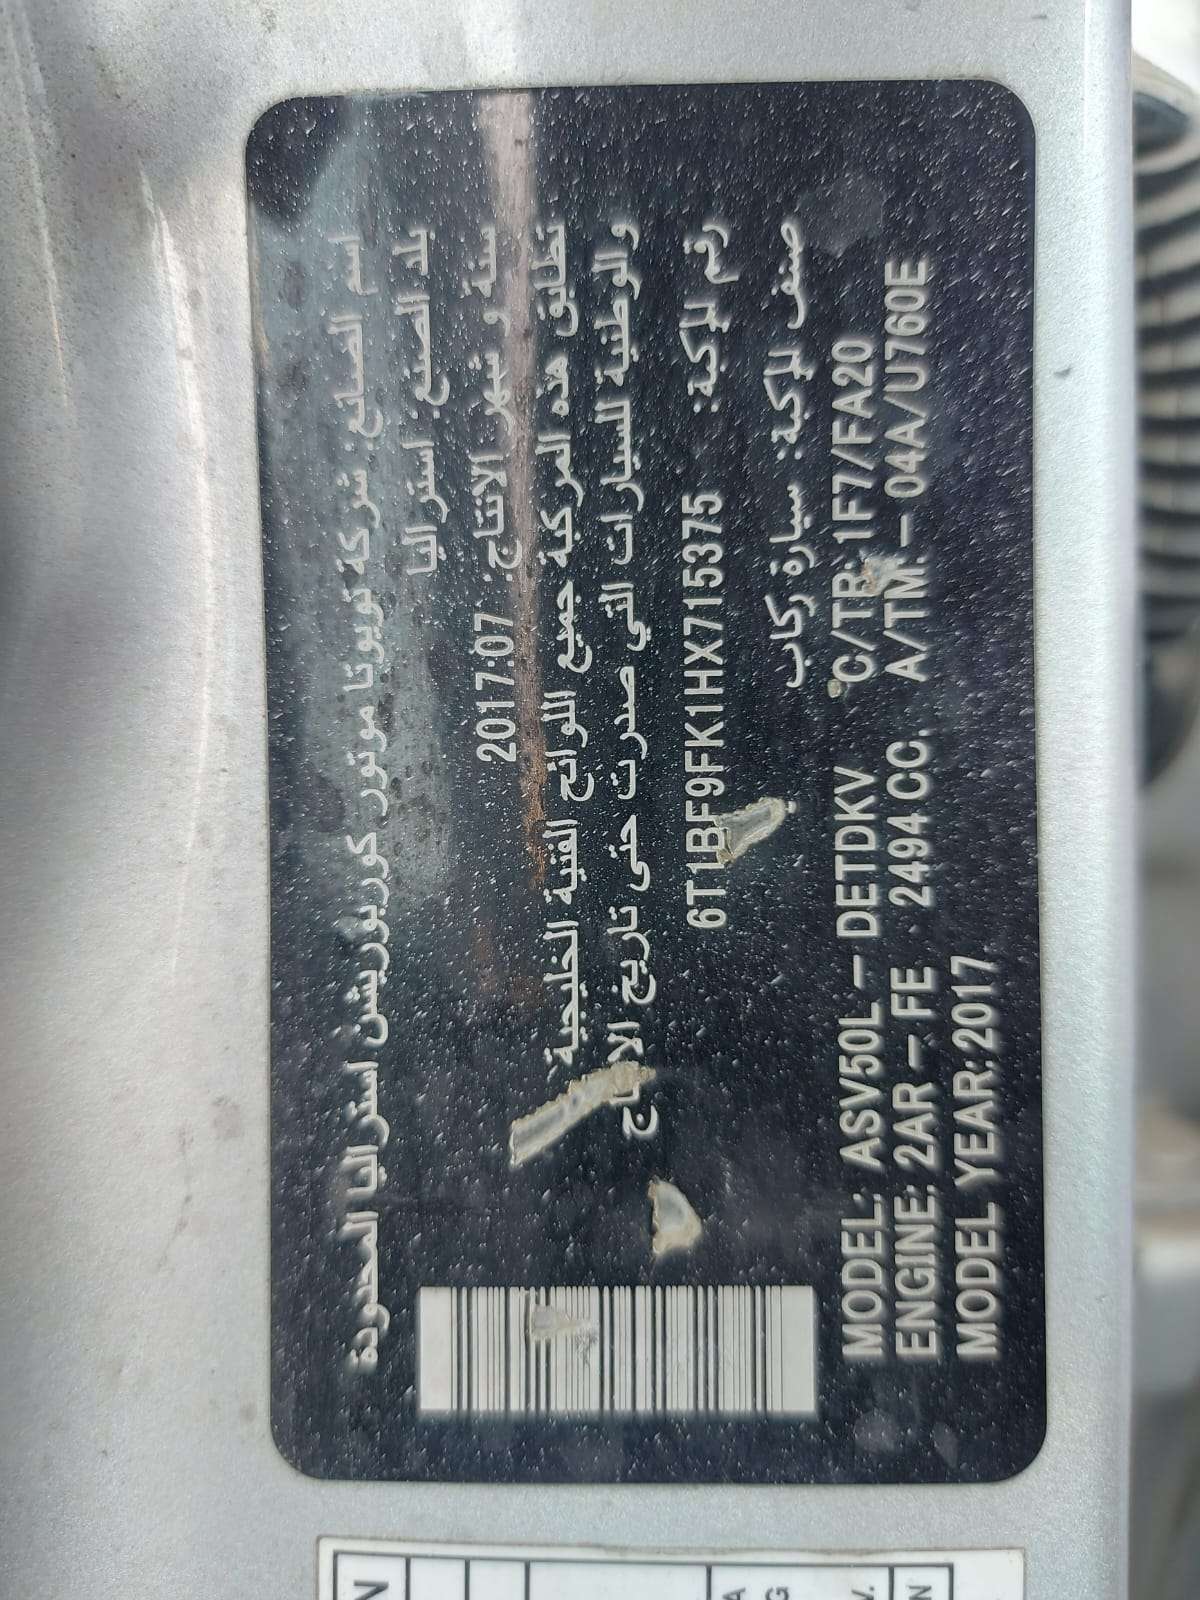 اسم الصانع: شركة تويوتا موتور كوربوريشن استراليا المحدودة
بلد الصنع: استراليا
سنة و شهر الانتاج: 2017:07
تطابق هذه المركبة جميع اللوائح الفنية الخليجية
والوطنية للسيارات التي صدرت حتى تاريخ
رقم المركبة: 6T1BF9FK1HX715375
صنف المركبة: سيارة ركاب
MODEL: ASV50L – DETDKV C/TR: 1F7/FA20
ENGINE: 2AR – FE 2494 CC. A/TM. – 04A/U760E
MODEL YEAR:2017